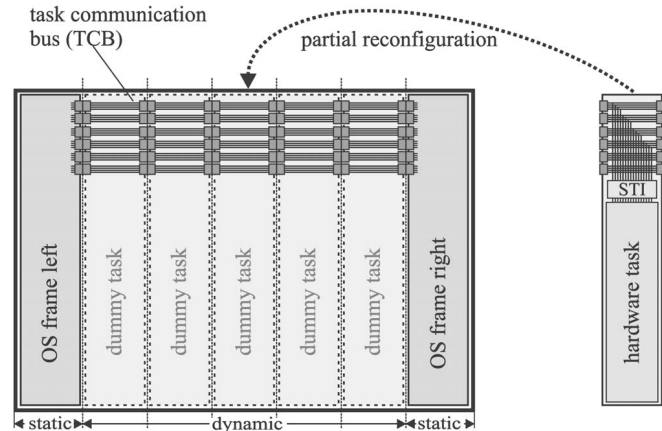 task communication
bus (TCB)
partial reconfiguration
OS frame left
dummy task
dummy task
dummy task
dummy task
dummy task
OS frame right
STI
hardware task
static
dynamic
static